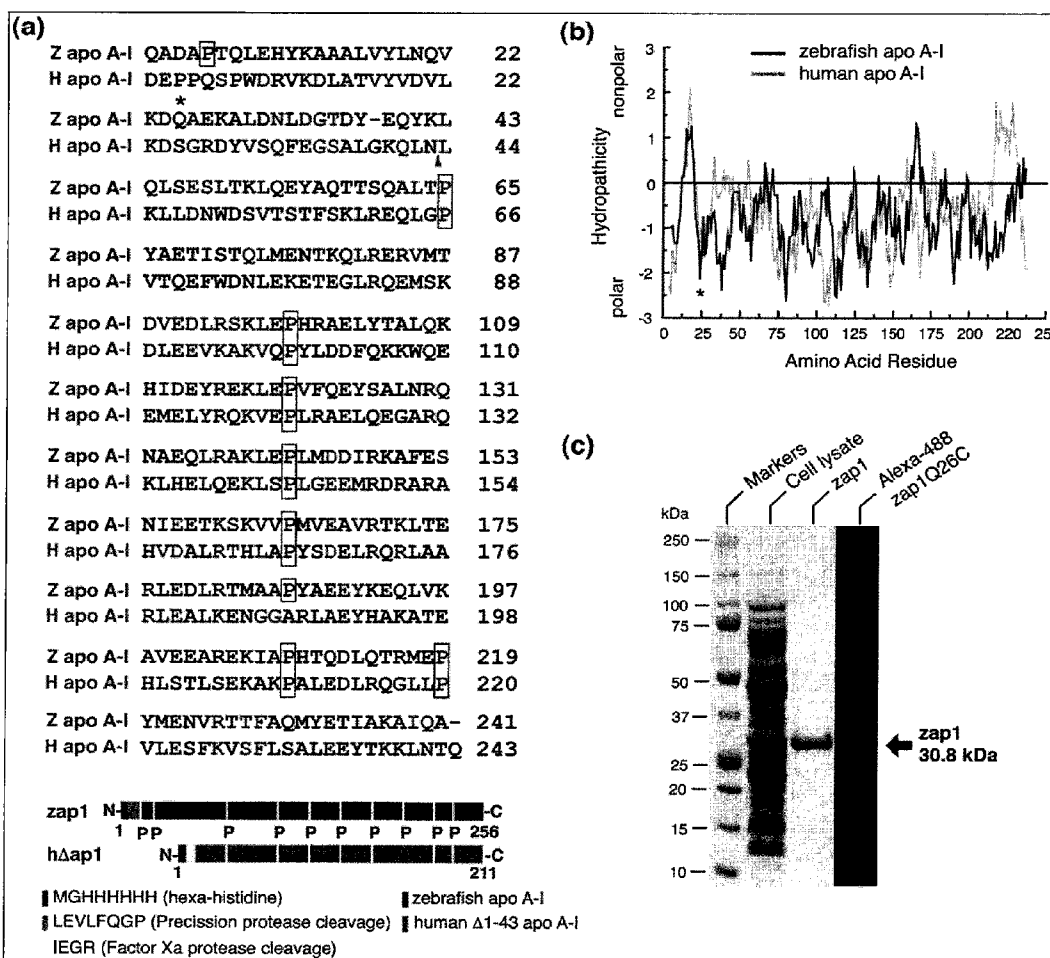 (a)
Z apo A-I QADAPTQLEHYKAAALVYLNQV 22
H apo A-I DEPPQSPWDRVKDLATVYVDVL 22
*
Z apo A-I KDQAEKALDNLDGTDY-EQYKL 43
H apo A-I KDSGRDYVSQFEGSALGKQLNL 44
Z apo A-I QLSESLTKLQEYAQTTSQALTP 65
H apo A-I KLLDNWDSVTSTFSKLREQLGP 66
Z apo A-I YAETISTQLMENTKQLRERVMT 87
H apo A-I VTQEFWDNLEKETEGLRQEMSK 88
Z apo A-I DVEDLRSKLEPHRAELYTALQK 109
H apo A-I DLEEVKAKVQPYLDDFQKKWQE 110
Z apo A-I HIDEYREKLEPVFQEYSALNRQ 131
H apo A-I EMELYRQKVEPLRAELQEGARQ 132
Z apo A-I NAEQLRAKLEPLMDDIRKAFES 153
H apo A-I KLHELQEKLSPLGEEMRDRARA 154
Z apo A-I NIEETKSKVVPMVEAVRTKLTE 175
H apo A-I HVDALRTHLAPYSDELRQRLAA 176
Z apo A-I RLEDLRTMAAPYAEEYKEQLVK 197
H apo A-I RLEALKENGGARLAEYHAKATE 198
Z apo A-I AVEEAREKIAPHTQDLQTRMEP 219
H apo A-I HLSTLSEKAKPALEDLRQGLLP 220
Z apo A-I YMENVRTTFAQMYETIAKAIQA- 241
H apo A-I VLESFKVSFLSALEEYTKKLNTQ 243
zap1 N- -C
1 P P P P P P P P P 256
hΔap1 N- -C
1 211
MGHHHHHH (hexa-histidine)
LEVLFQGP (Precission protease cleavage)
IEGR (Factor Xa protease cleavage)
zebrafish apo A-I
human Δ1-43 apo A-I
(b)
zebrafish apo A-I
human apo A-I
nonpolar
Hydropathicity
polar
3
2
1
0
-1
-2
-3
*
0 25 50 75 100 125 150 175 200 225 25
Amino Acid Residue
(c)
Markers
Cell lysate
zap1
Alexa-488
zap1Q26C
kDa
250
150
100
75
50
37
25
20
15
10
zap1
30.8 kDa